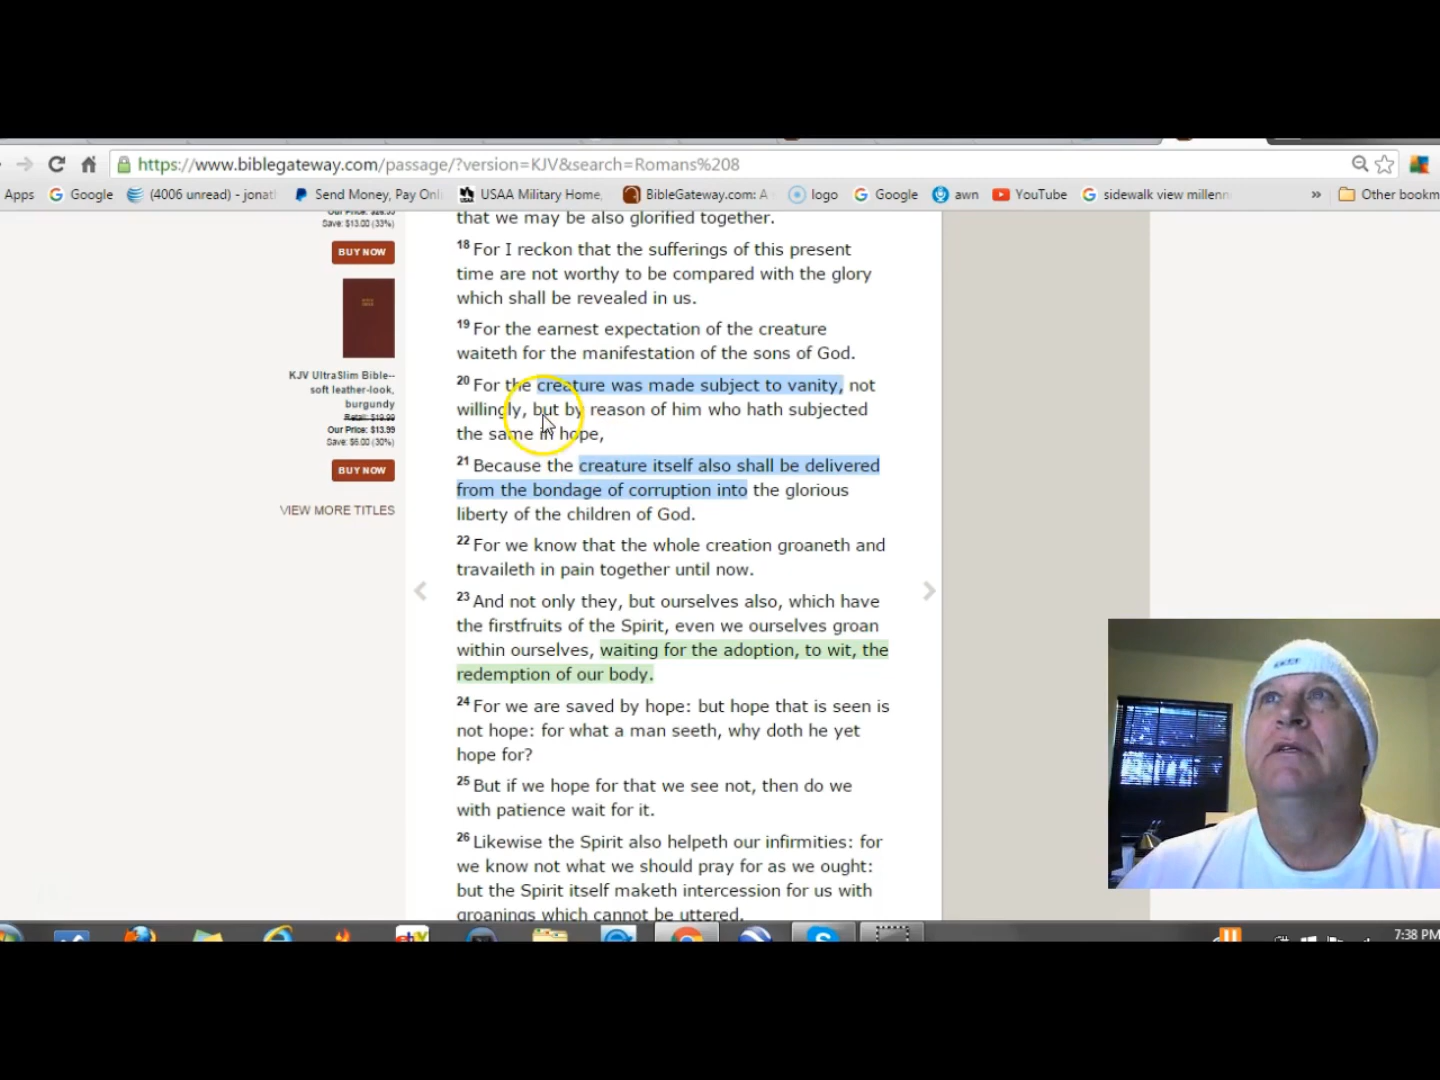 https://www.biblegateway.com/passage/?version=KJV&search=Romans%208
Apps Google (4006 unread) - jonat Send Money, Pay Onl USAA Military Home, BibleGateway.com: A logo Google awn YouTube sidewalk view millenn » Other bookm
Save: $13.00 (33%)
BUY NOW
KJV UltraSlim Bible--
soft leather-look,
burgundy
Retail: $19.99
Our Price: $13.99
Save: $6.00 (30%)
BUY NOW
VIEW MORE TITLES
that we may be also glorified together.
18 For I reckon that the sufferings of this present
time are not worthy to be compared with the glory
which shall be revealed in us.
19 For the earnest expectation of the creature
waiteth for the manifestation of the sons of God.
20 For the creature was made subject to vanity, not
willingly, but by reason of him who hath subjected
the same in hope,
21 Because the creature itself also shall be delivered
from the bondage of corruption into the glorious
liberty of the children of God.
22 For we know that the whole creation groaneth and
travaileth in pain together until now.
23 And not only they, but ourselves also, which have
the firstfruits of the Spirit, even we ourselves groan
within ourselves, waiting for the adoption, to wit, the
redemption of our body.
24 For we are saved by hope: but hope that is seen is
not hope: for what a man seeth, why doth he yet
hope for?
25 But if we hope for that we see not, then do we
with patience wait for it.
26 Likewise the Spirit also helpeth our infirmities: for
we know not what we should pray for as we ought:
but the Spirit itself maketh intercession for us with
groanings which cannot be uttered.
7:38 PM